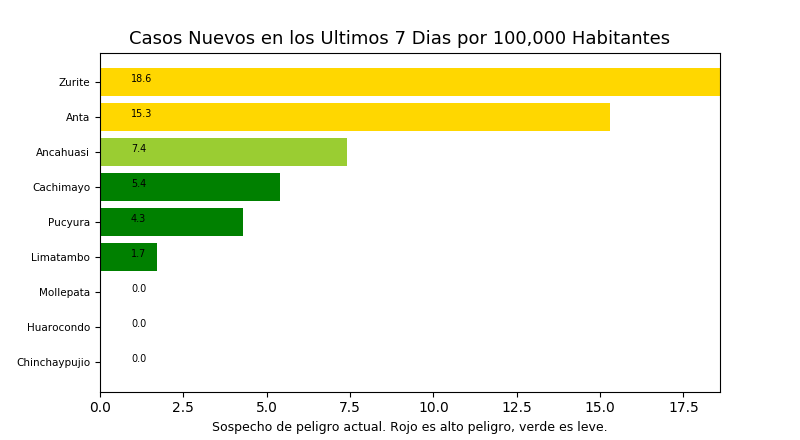 Casos Nuevos en los Ultimos 7 Dias por 100,000 Habitantes
Zurite 18.6
Anta 15.3
Ancahuasi 7.4
Cachimayo 5.4
Pucyura 4.3
Limatambo 1.7
Mollepata 0.0
Huarocondo 0.0
Chinchaypujio 0.0
0.0 2.5 5.0 7.5 10.0 12.5 15.0 17.5
Sospecho de peligro actual. Rojo es alto peligro, verde es leve.